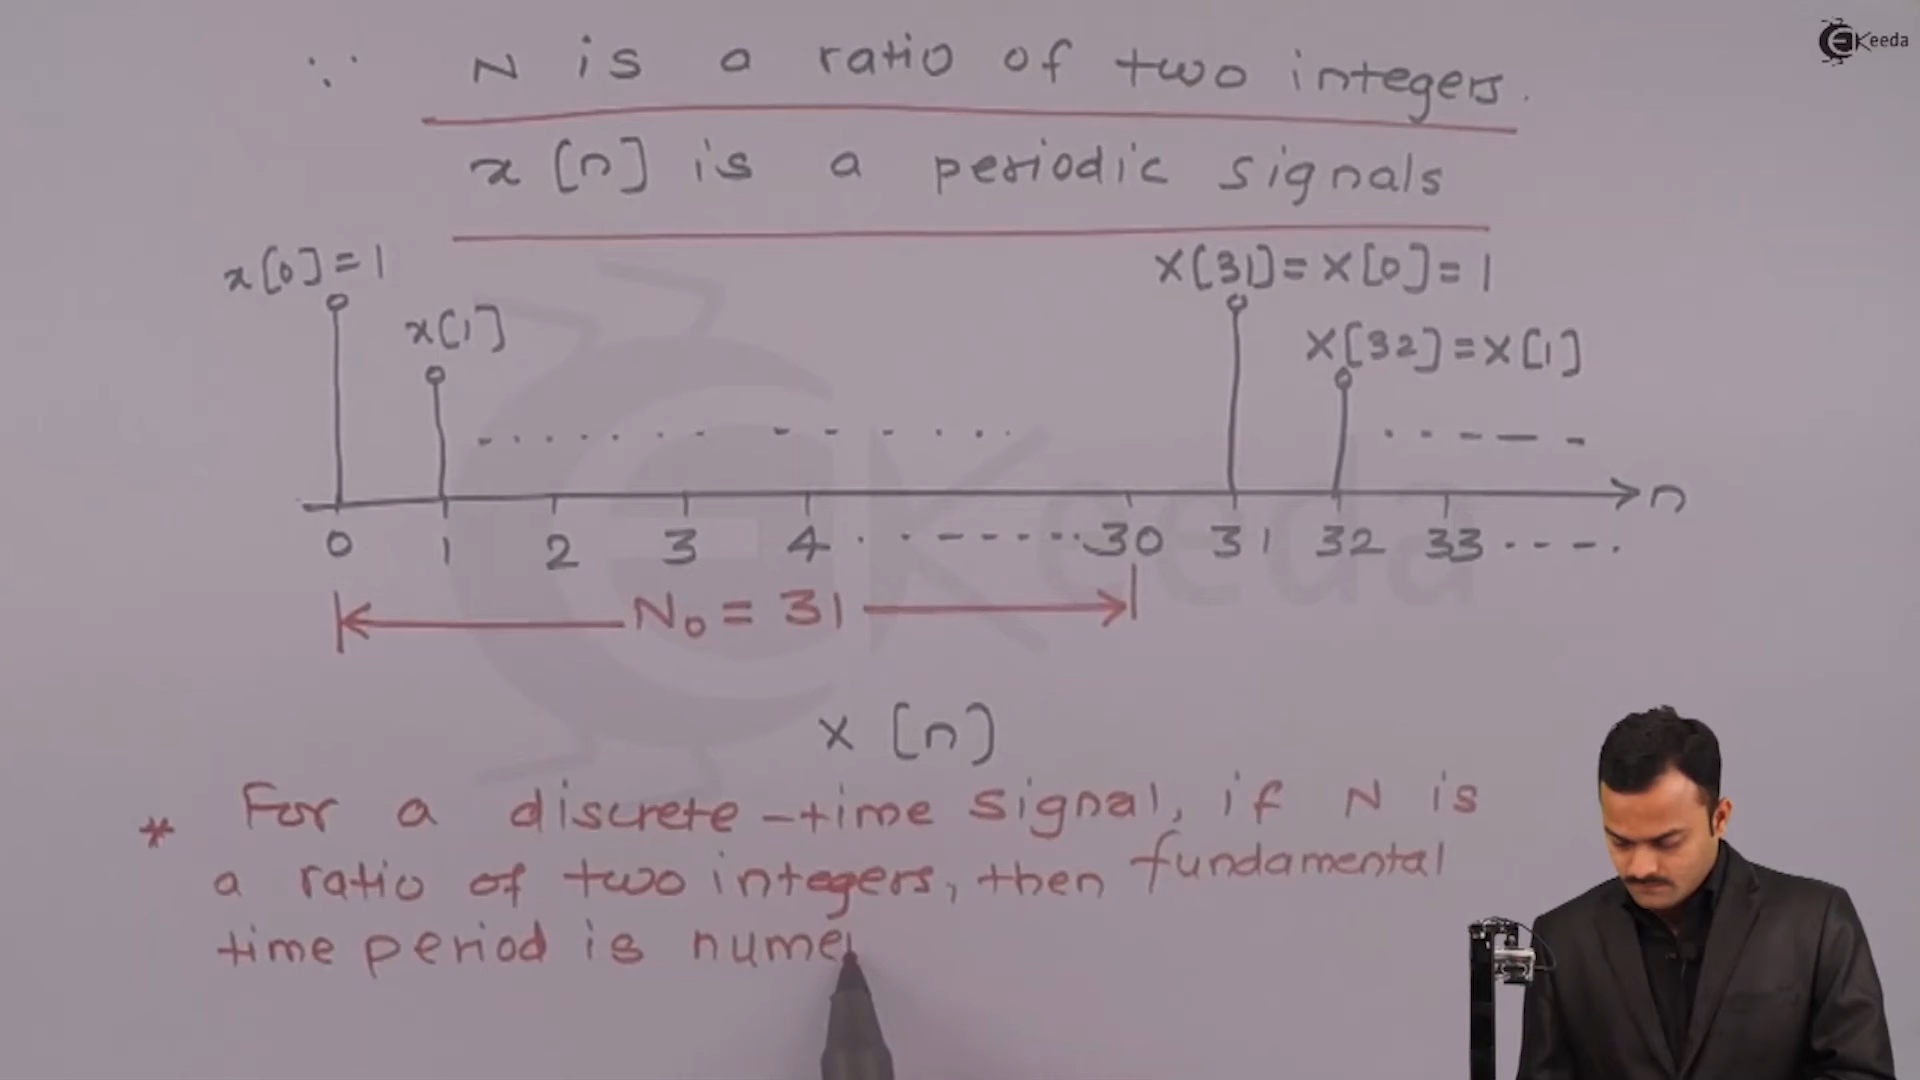 Keeda
∵ N is a ratio of two integers.
x[n] is a periodic signals
x[0]=1
X[31]=X[0]=1
x[1]
X[32]=X[1]
n
0 1 2 3 4 ........30 31 32 33 ....
N₀ = 31
Keeda
X [n]
* For a discrete-time signal, if N is
a ratio of two integers, then fundamental
time period is nume